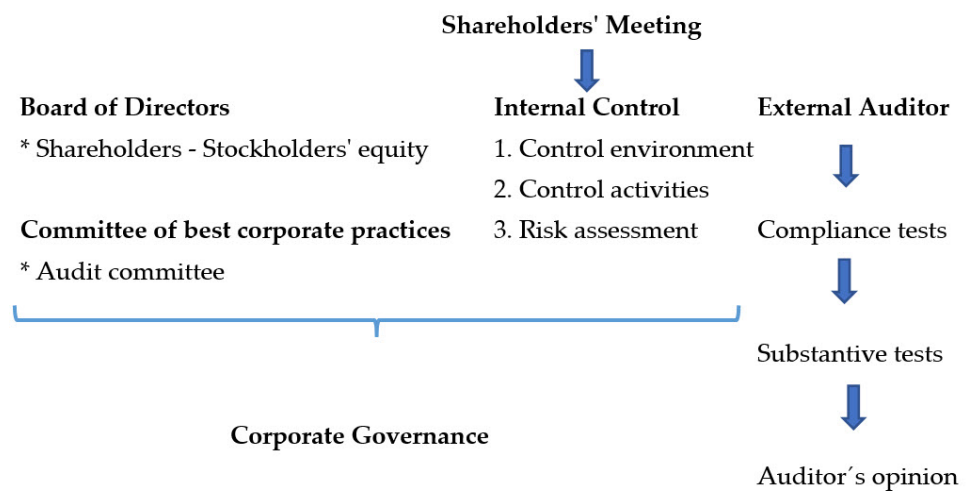 Shareholders' Meeting
Board of Directors
* Shareholders - Stockholders' equity
Committee of best corporate practices
* Audit committee
Internal Control
1. Control environment
2. Control activities
3. Risk assessment
External Auditor
Compliance tests
Substantive tests
Auditor´s opinion
Corporate Governance